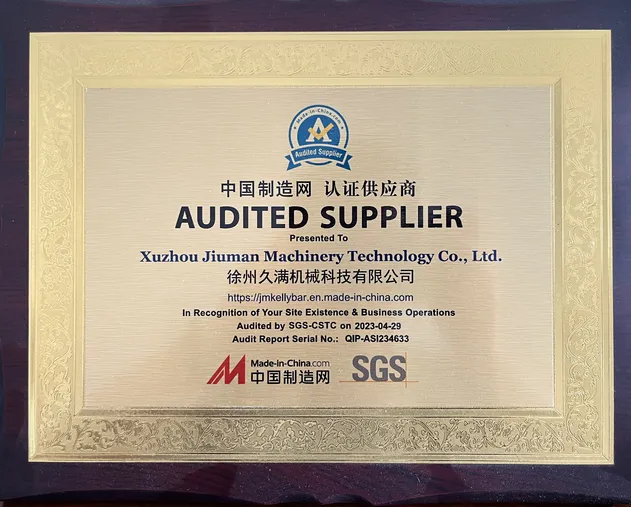 Made-in-China.com
Audited Supplier
中国制造网 认证供应商
AUDITED SUPPLIER
Presented To
Xuzhou Jiuman Machinery Technology Co., Ltd.
徐州久满机械科技有限公司
https://jmkellybar.en.made-in-china.com
In Recognition of Your Site Existence & Business Operations
Audited by SGS-CSTC on 2023-04-29
Audit Report Serial No.: QIP-ASI234633
Made-in-China.com
中国制造网
SGS